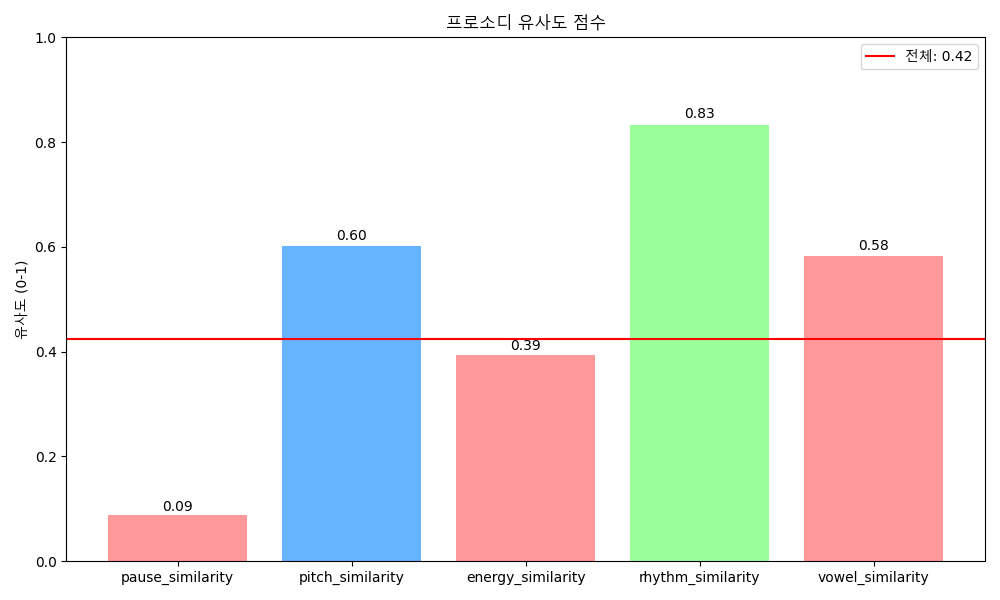 프로소디 유사도 점수
전체: 0.42
유사도 (0-1)
1.0
0.8
0.6
0.4
0.2
0.0
0.09
0.60
0.39
0.83
0.58
pause_similarity
pitch_similarity
energy_similarity
rhythm_similarity
vowel_similarity